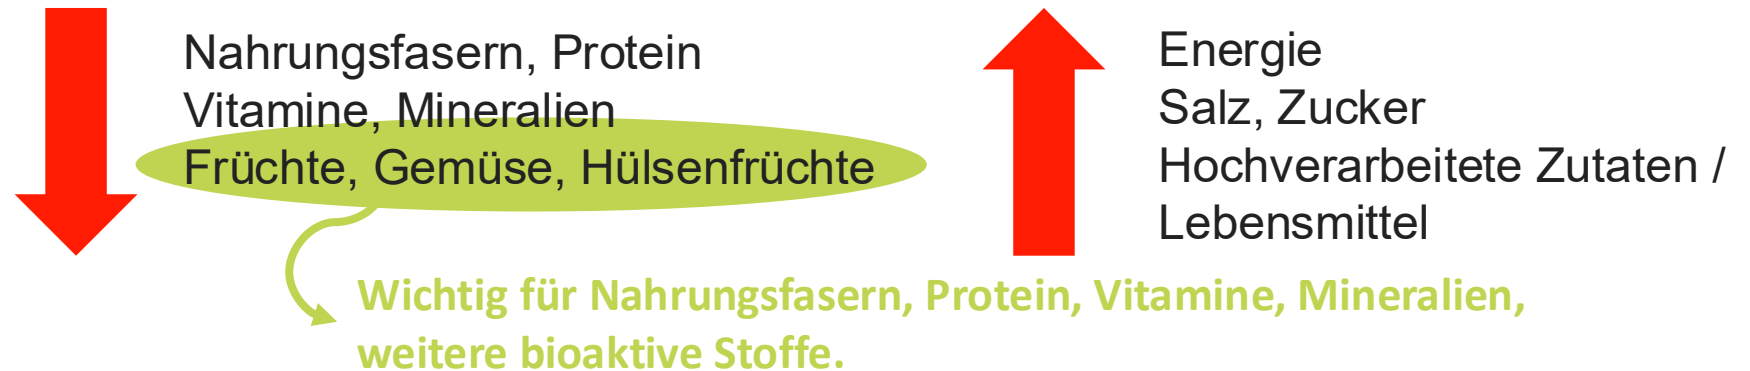 Nahrungsfasern, Protein
Vitamine, Mineralien
Früchte, Gemüse, Hülsenfrüchte
Energie
Salz, Zucker
Hochverarbeitete Zutaten /
Lebensmittel
Wichtig für Nahrungsfasern, Protein, Vitamine, Mineralien,
weitere bioaktive Stoffe.